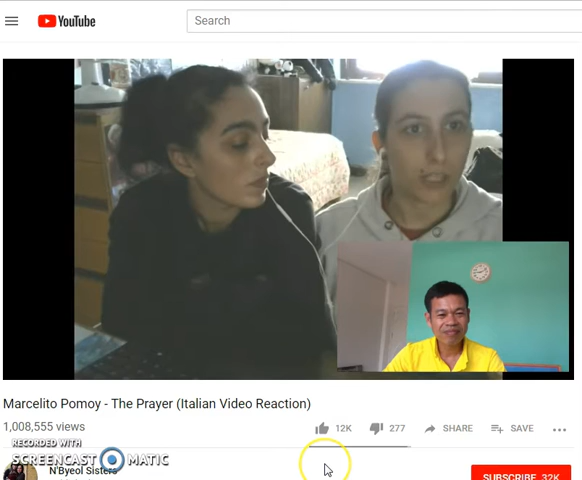 YouTube
Search
Marcelito Pomoy - The Prayer (Italian Video Reaction)
1,008,555 views
12K
277
SHARE
SAVE
RECORDED WITH
SCREENCAST MATIC
N'Byeol Sisters
SUBSCRIBE 32K